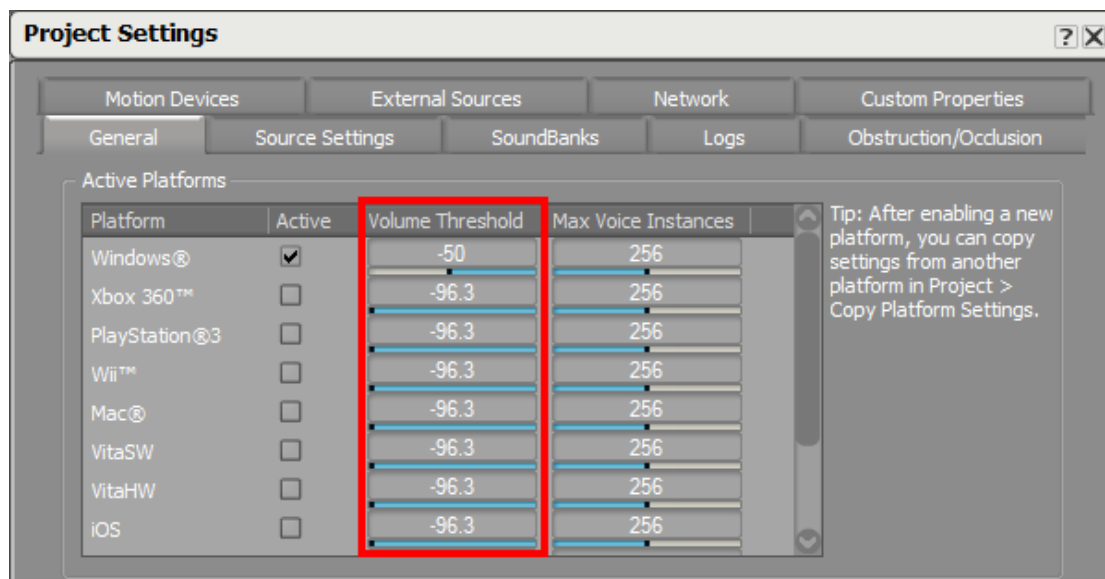 Project Settings
Motion Devices External Sources Network Custom Properties
General Source Settings SoundBanks Logs Obstruction/Occlusion
Active Platforms
Platform Active Volume Threshold Max Voice Instances
Windows® -50 256
Xbox 360™ -96.3 256
PlayStation®3 -96.3 256
Wii™ -96.3 256
Mac® -96.3 256
VitaSW -96.3 256
VitaHW -96.3 256
iOS -96.3 256
Tip: After enabling a new
platform, you can copy
settings from another
platform in Project >
Copy Platform Settings.